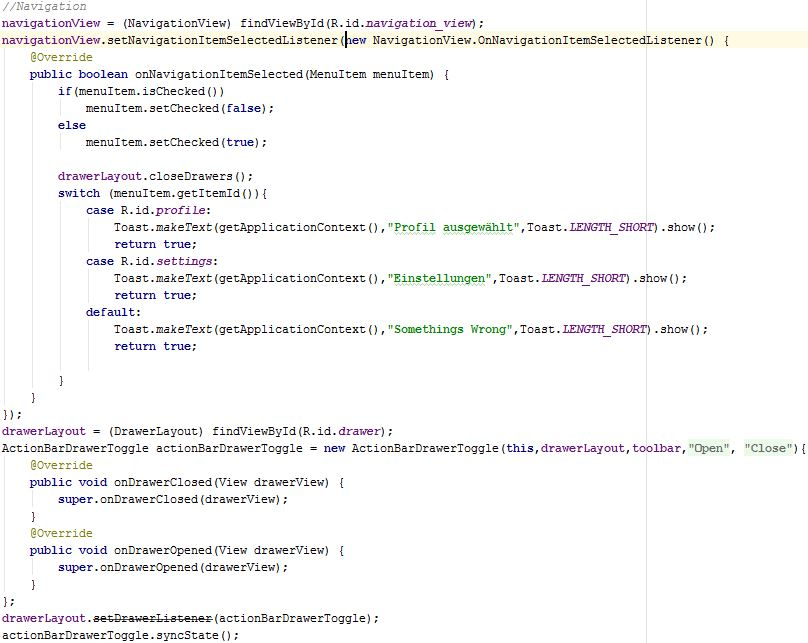 //Navigation
navigationView = (NavigationView) findViewById(R.id.navigation_view);
navigationView.setNavigationItemSelectedListener(new NavigationView.OnNavigationItemSelectedListener() {
    @Override
    public boolean onNavigationItemSelected(MenuItem menuItem) {
        if(menuItem.isChecked())
            menuItem.setChecked(false);
        else
            menuItem.setChecked(true);

        drawerLayout.closeDrawers();
        switch (menuItem.getItemId()){
            case R.id.profile:
                Toast.makeText(getApplicationContext(),"Profil ausgewählt",Toast.LENGTH_SHORT).show();
                return true;
            case R.id.settings:
                Toast.makeText(getApplicationContext(),"Einstellungen",Toast.LENGTH_SHORT).show();
                return true;
            default:
                Toast.makeText(getApplicationContext(),"Somethings Wrong",Toast.LENGTH_SHORT).show();
                return true;

        }
    }
});
drawerLayout = (DrawerLayout) findViewById(R.id.drawer);
ActionBarDrawerToggle actionBarDrawerToggle = new ActionBarDrawerToggle(this,drawerLayout,toolbar,"Open", "Close"){
    @Override
    public void onDrawerClosed(View drawerView) {
        super.onDrawerClosed(drawerView);
    }
    @Override
    public void onDrawerOpened(View drawerView) {
        super.onDrawerOpened(drawerView);
    }
};
drawerLayout.setDrawerListener(actionBarDrawerToggle);
actionBarDrawerToggle.syncState();